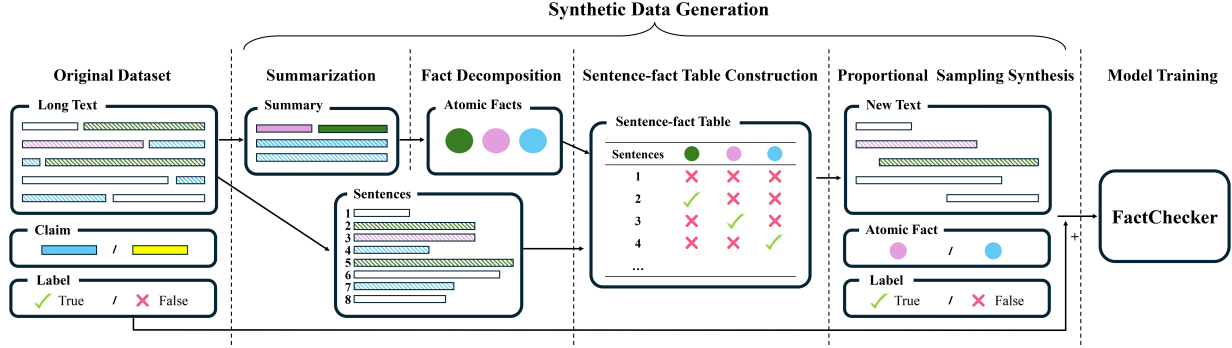 Synthetic Data Generation
Original Dataset
Summarization
Fact Decomposition
Sentence-fact Table Construction
Proportional Sampling Synthesis
Model Training
Long Text
Claim
/
Label
True / False
Summary
Atomic Facts
Sentences
1
2
3
4
5
6
7
8
Sentence-fact Table
Sentences
1
2
3
4
...
New Text
Atomic Fact
/
Label
True / False
+
FactChecker